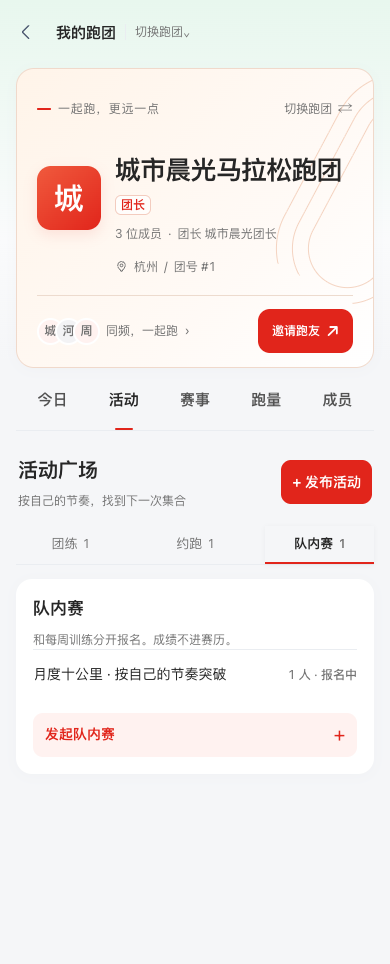 我的跑团 切换跑团
一起跑，更远一点 切换跑团
城 城市晨光马拉松跑团
团长
3 位成员 · 团长 城市晨光团长
杭州 / 团号 #1
城 河 周 同频，一起跑 › 邀请跑友
今日 活动 赛事 跑量 成员
活动广场
按自己的节奏，找到下一次集合
+ 发布活动
团练 1 约跑 1 队内赛 1
队内赛
和每周训练分开报名。成绩不进赛历。
月度十公里 · 按自己的节奏突破 1 人 · 报名中
发起队内赛 +